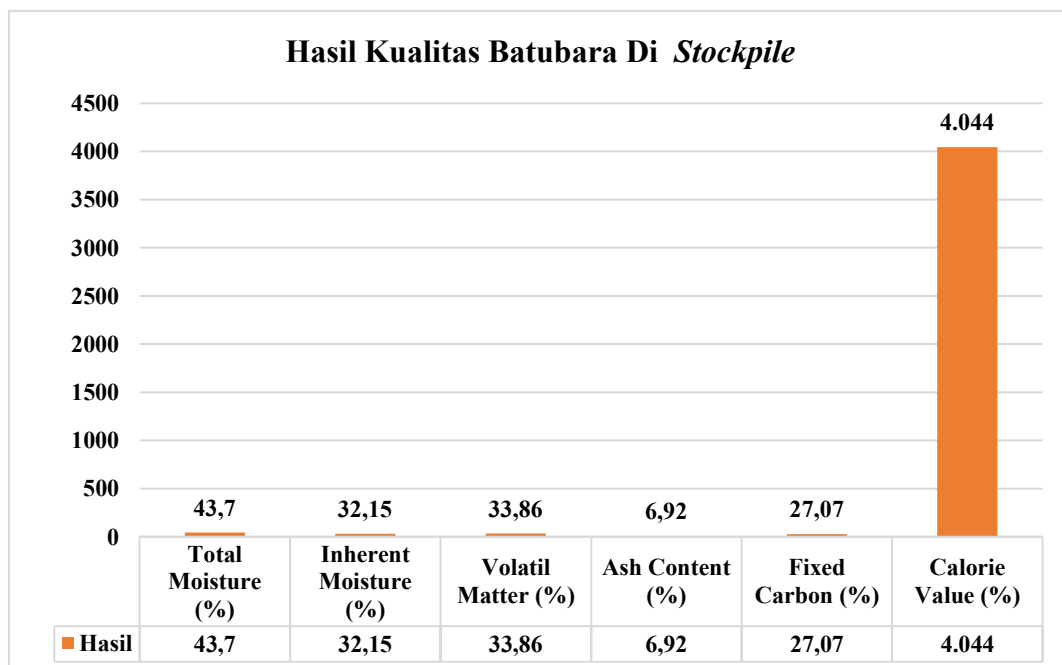 Hasil Kualitas Batubara Di Stockpile
4500
4000
3500
3000
2500
2000
1500
1000
500
0
43,7
32,15
33,86
6,92
27,07
4.044
Total
Moisture
(%)
Inherent
Moisture
(%)
Volatil
Matter (%)
Ash Content
(%)
Fixed
Carbon (%)
Calorie
Value (%)
Hasil 43,7 32,15 33,86 6,92 27,07 4.044